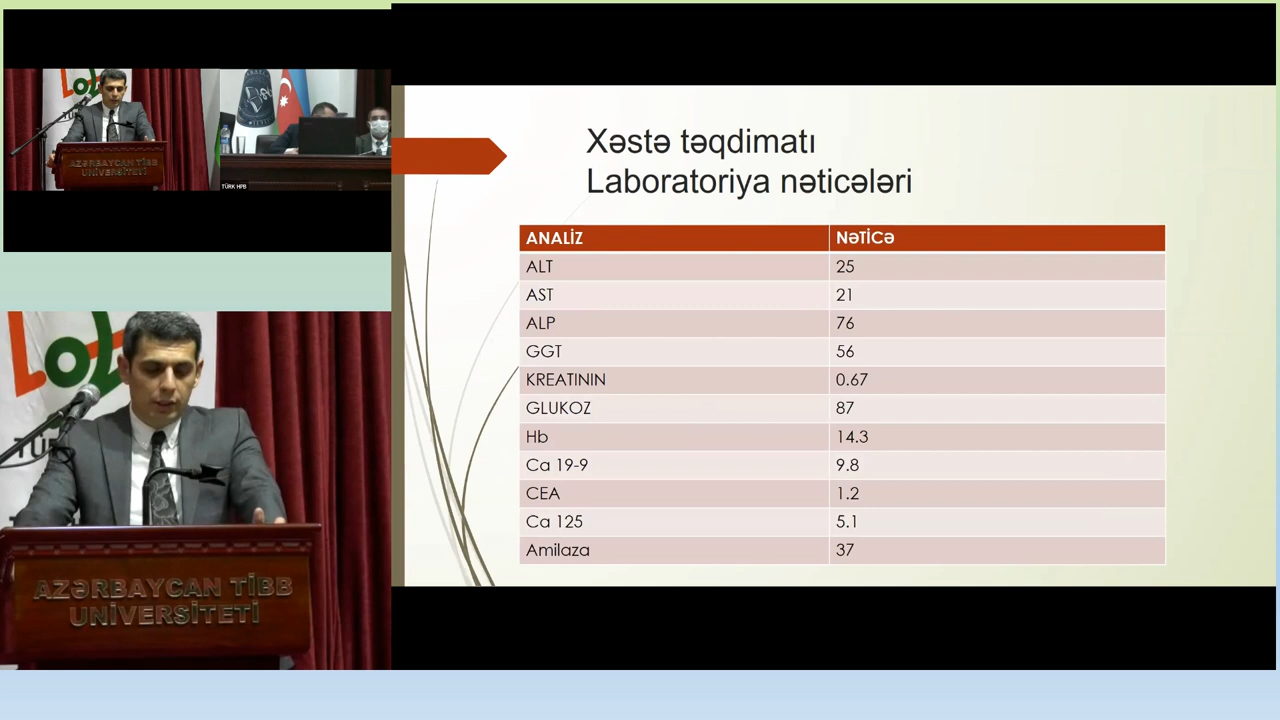 AZƏRBAYCAN TİBB
UNİVERSİTETİ
TÜRK HPB
Xəstə təqdimatı
Laboratoriya nəticələri
ANALİZ NƏTİCƏ
ALT 25
AST 21
ALP 76
GGT 56
KREATININ 0.67
GLUKOZ 87
Hb 14.3
Ca 19-9 9.8
CEA 1.2
Ca 125 5.1
Amilaza 37
AZƏRBAYCAN TİBB
UNİVERSİTETİ